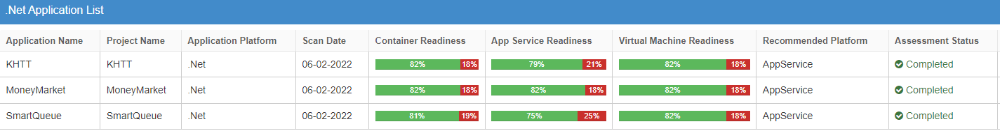 .Net Application List
Application Name Project Name Application Platform Scan Date Container Readiness App Service Readiness Virtual Machine Readiness Recommended Platform Assessment Status
KHTT KHTT .Net 06-02-2022 82% 18% 79% 21% 82% 18% AppService Completed
MoneyMarket MoneyMarket .Net 06-02-2022 82% 18% 82% 18% 82% 18% AppService Completed
SmartQueue SmartQueue .Net 06-02-2022 81% 19% 75% 25% 82% 18% AppService Completed